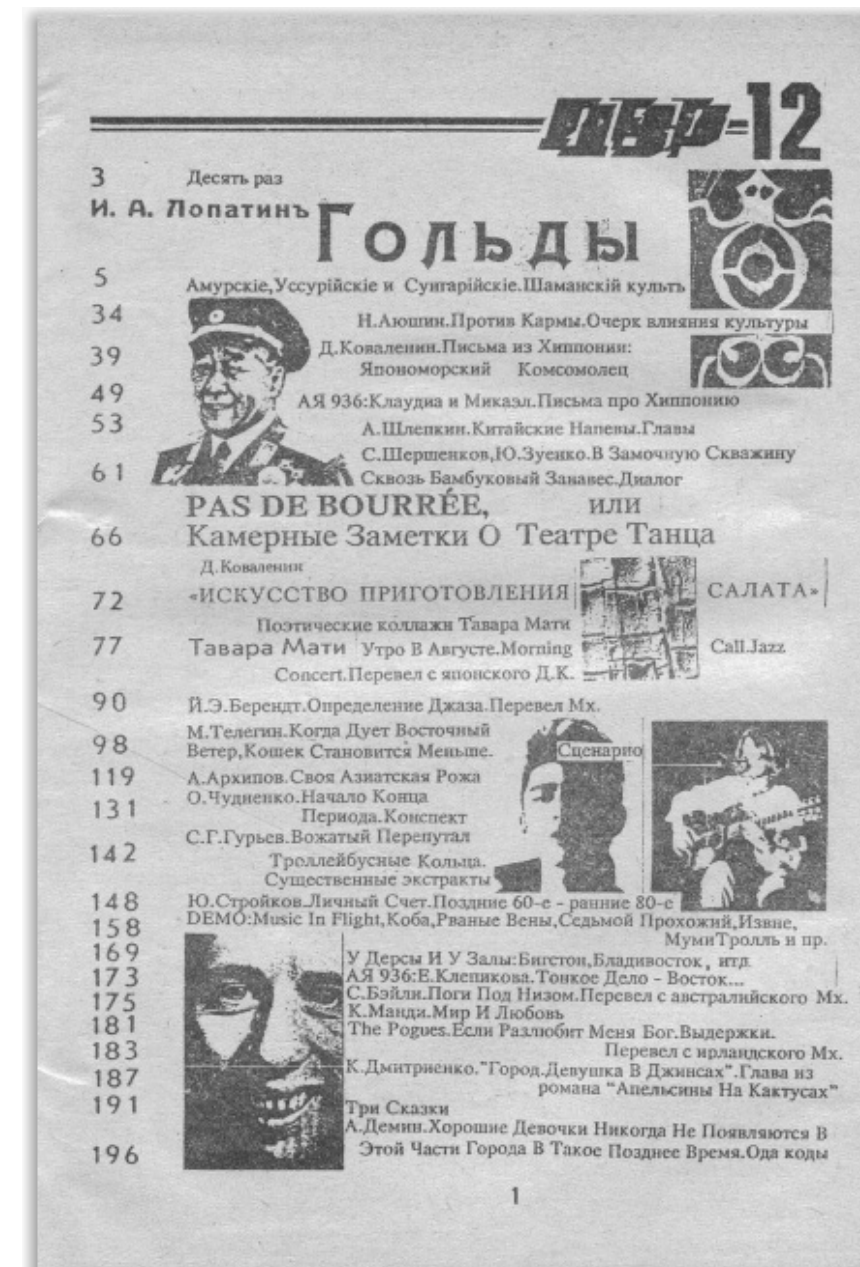 ДВР-12
3 Десять раз
И. А. Лопатинъ Гольды
5 Амурскіе,Уссурійскіе и Сунгарійскіе.Шаманскій культъ
34 Н.Аюшин.Против Кармы.Очерк влияния культуры
39 Д.Коваленин.Письма из Хиппонии:
Япономорский Комсомолец
49 АЯ 936:Клаудиа и Микаэл.Письма про Хиппонию
53 А.Шлепкин.Китайские Напевы.Главы
С.Шершенков,Ю.Зуенко.В Замочную Скважину
61 Сквозь Бамбуковый Занавес.Диалог
PAS DE BOURRÉE, или
66 Камерные Заметки О Театре Танца
Д.Коваленин
72 «ИСКУССТВО ПРИГОТОВЛЕНИЯ САЛАТА»
Поэтические коллажи Тавара Мати
77 Тавара Мати Утро В Августе.Morning Call.Jazz
Concert.Перевел с японского Д.К.
90 Й.Э.Берендт.Определение Джаза.Перевел Мх.
М.Телегин.Когда Дует Восточный
98 Ветер,Кошек Становится Меньше. Сценарио
119 А.Архипов.Своя Азиатская Рожа
О.Чудненко.Начало Конца
131 Периода.Конспект
С.Г.Гурьев.Вожатый Перепутал
142 Троллейбусные Кольца.
Существенные экстракты
148 Ю.Стройков.Личный Счет.Поздние 60-е - ранние 80-е
158 DEMO:Music In Flight,Коба,Рваные Вены,Седьмой Прохожий,Извне,
МумиТролль и пр.
169 У Дерсы И У Залы:Бигстон,Бладивосток, итд
173 АЯ 936:Е.Клепикова.Тонкое Дело - Восток...
175 С.Бэйли.Поги Под Низом.Перевел с австралийского Мх.
181 К.Манди.Мир И Любовь
183 The Pogues.Если Разлюбит Меня Бог.Выдержки.
Перевел с ирландского Мх.
187 К.Дмитриенко."Город.Девушка В Джинсах".Глава из
романа "Апельсины На Кактусах"
191 Три Сказки
А.Демин.Хорошие Девочки Никогда Не Появляются В
196 Этой Части Города В Такое Позднее Время.Ода коды
1